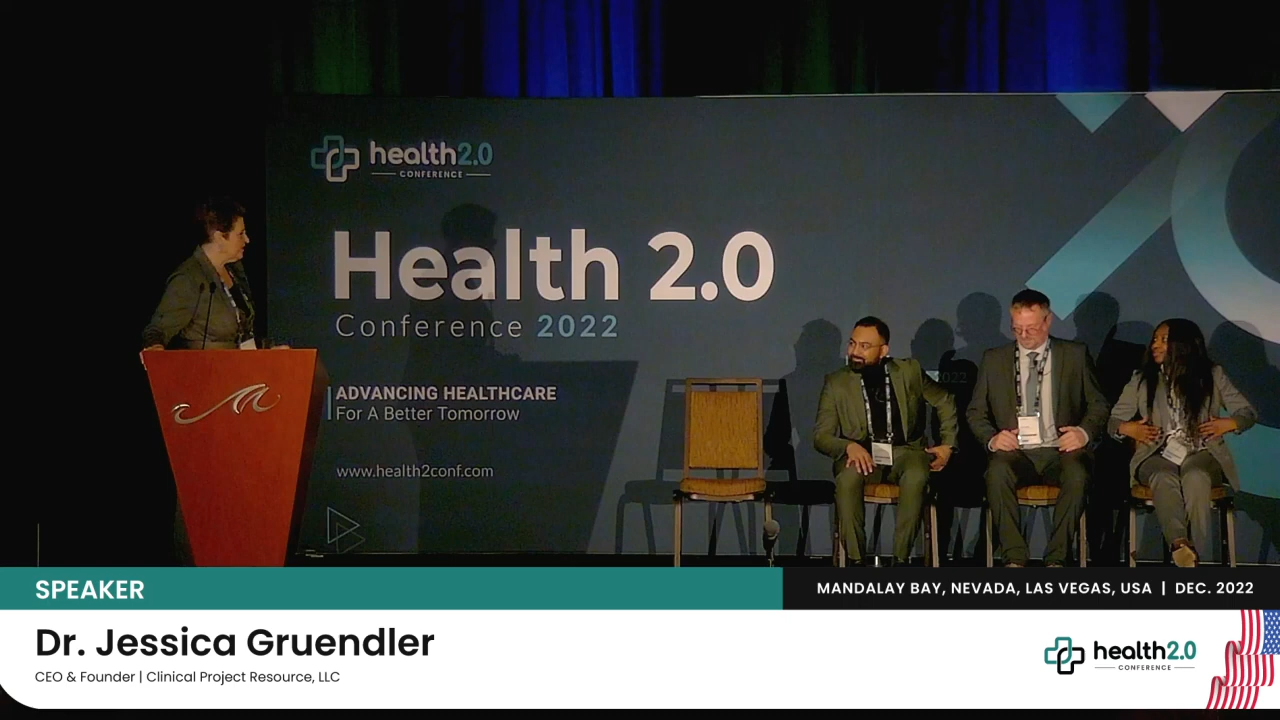 health2.0
CONFERENCE
Health 2.0
Conference 2022
ADVANCING HEALTHCARE
For A Better Tomorrow
www.health2conf.com
2022
SPEAKER
MANDALAY BAY, NEVADA, LAS VEGAS, USA | DEC. 2022
Dr. Jessica Gruendler
CEO & Founder | Clinical Project Resource, LLC
health2.0
CONFERENCE